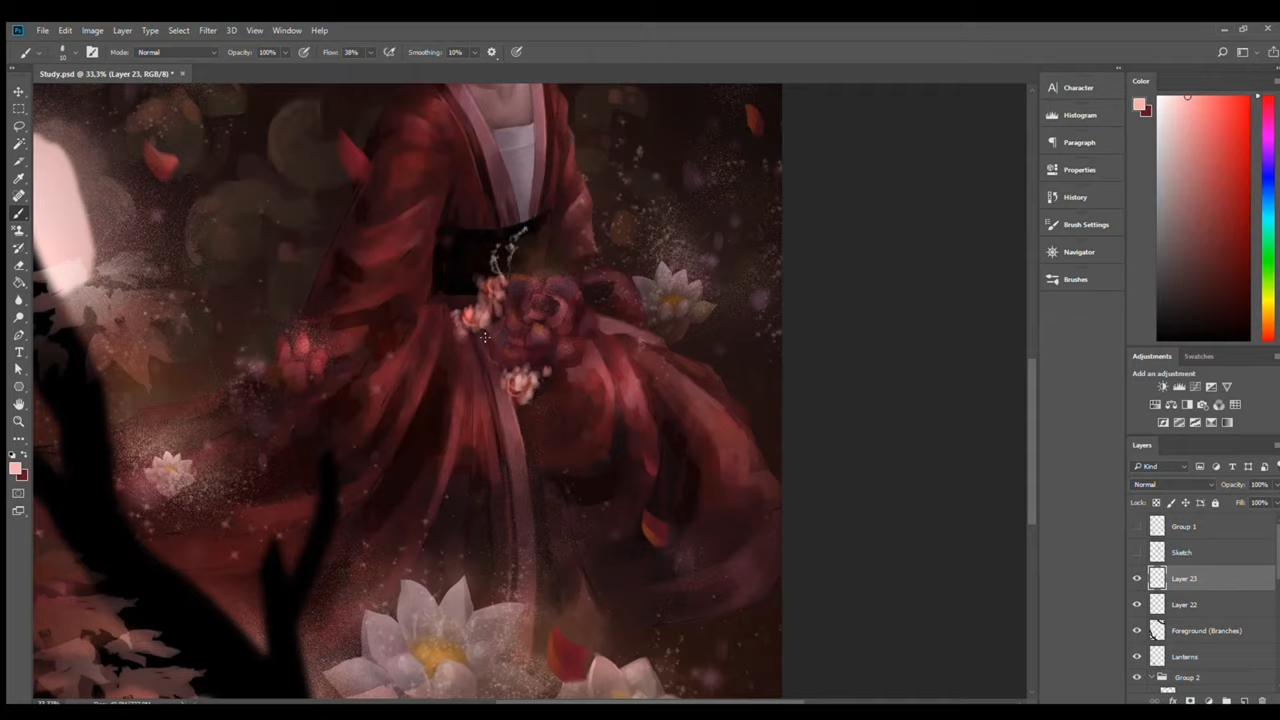 Ps File Edit Image Layer Type Select Filter 3D View Window Help
10 Mode: Normal Opacity: 100% Flow: 38% Smoothing: 10%
Study.psd @ 33,3% (Layer 23, RGB/8) * ×
Character
Histogram
Paragraph
Properties
History
Brush Settings
Navigator
Brushes
Color
Adjustments Swatches
Add an adjustment
Layers
Kind
Normal Opacity: 100%
Lock: Fill: 100%
Group 1
Sketch
Layer 23
Layer 22
Foreground (Branches)
Lanterns
Group 2